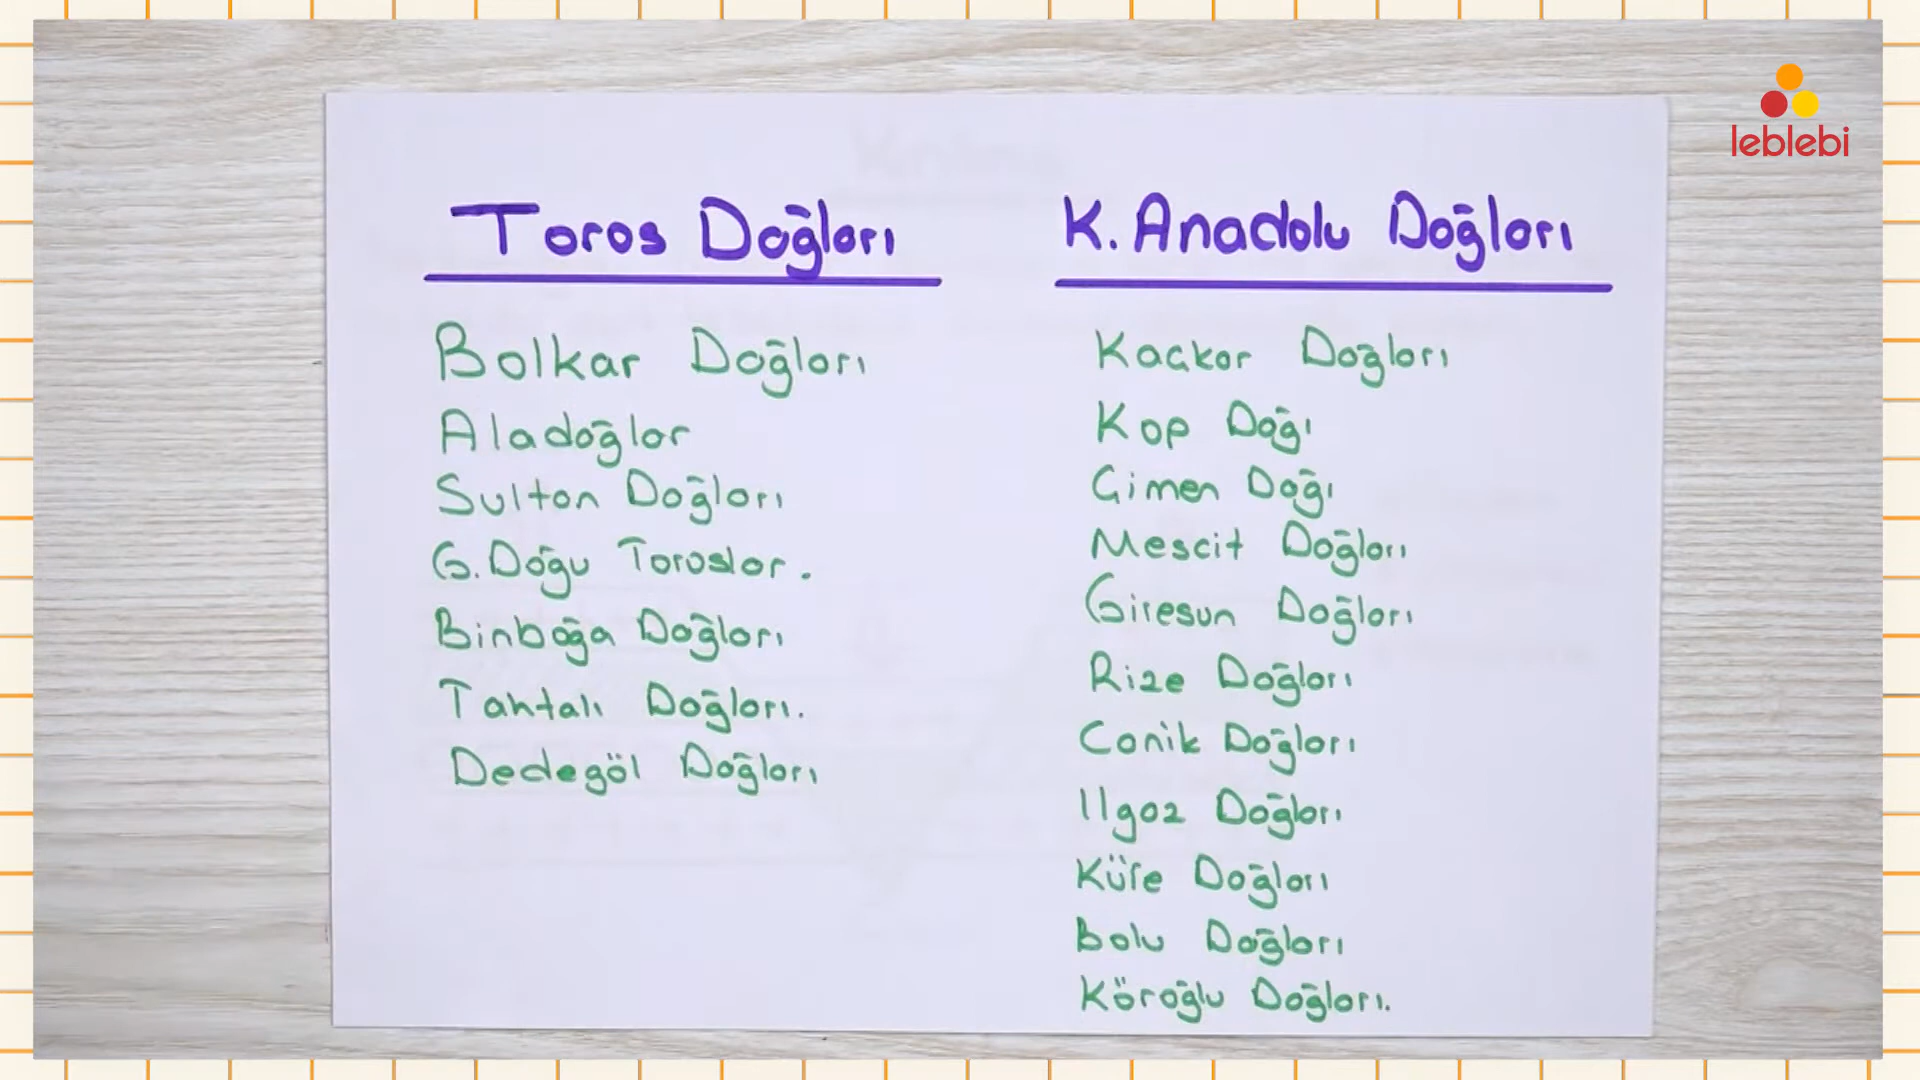 leblebi
Toros Dağları
Bolkar Dağları
Aladağlar
Sultan Dağları
G.Doğu Toroslar.
Binboğa Dağları
Tahtalı Dağları.
Dedegöl Dağları
K.Anadolu Dağları
Kaçkar Dağları
Kop Dağı
Çimen Dağı
Mescit Dağları
Giresun Dağları
Rize Dağları
Canik Dağları
Ilgaz Dağları
Küre Dağları
Bolu Dağları
Köroğlu Dağları.